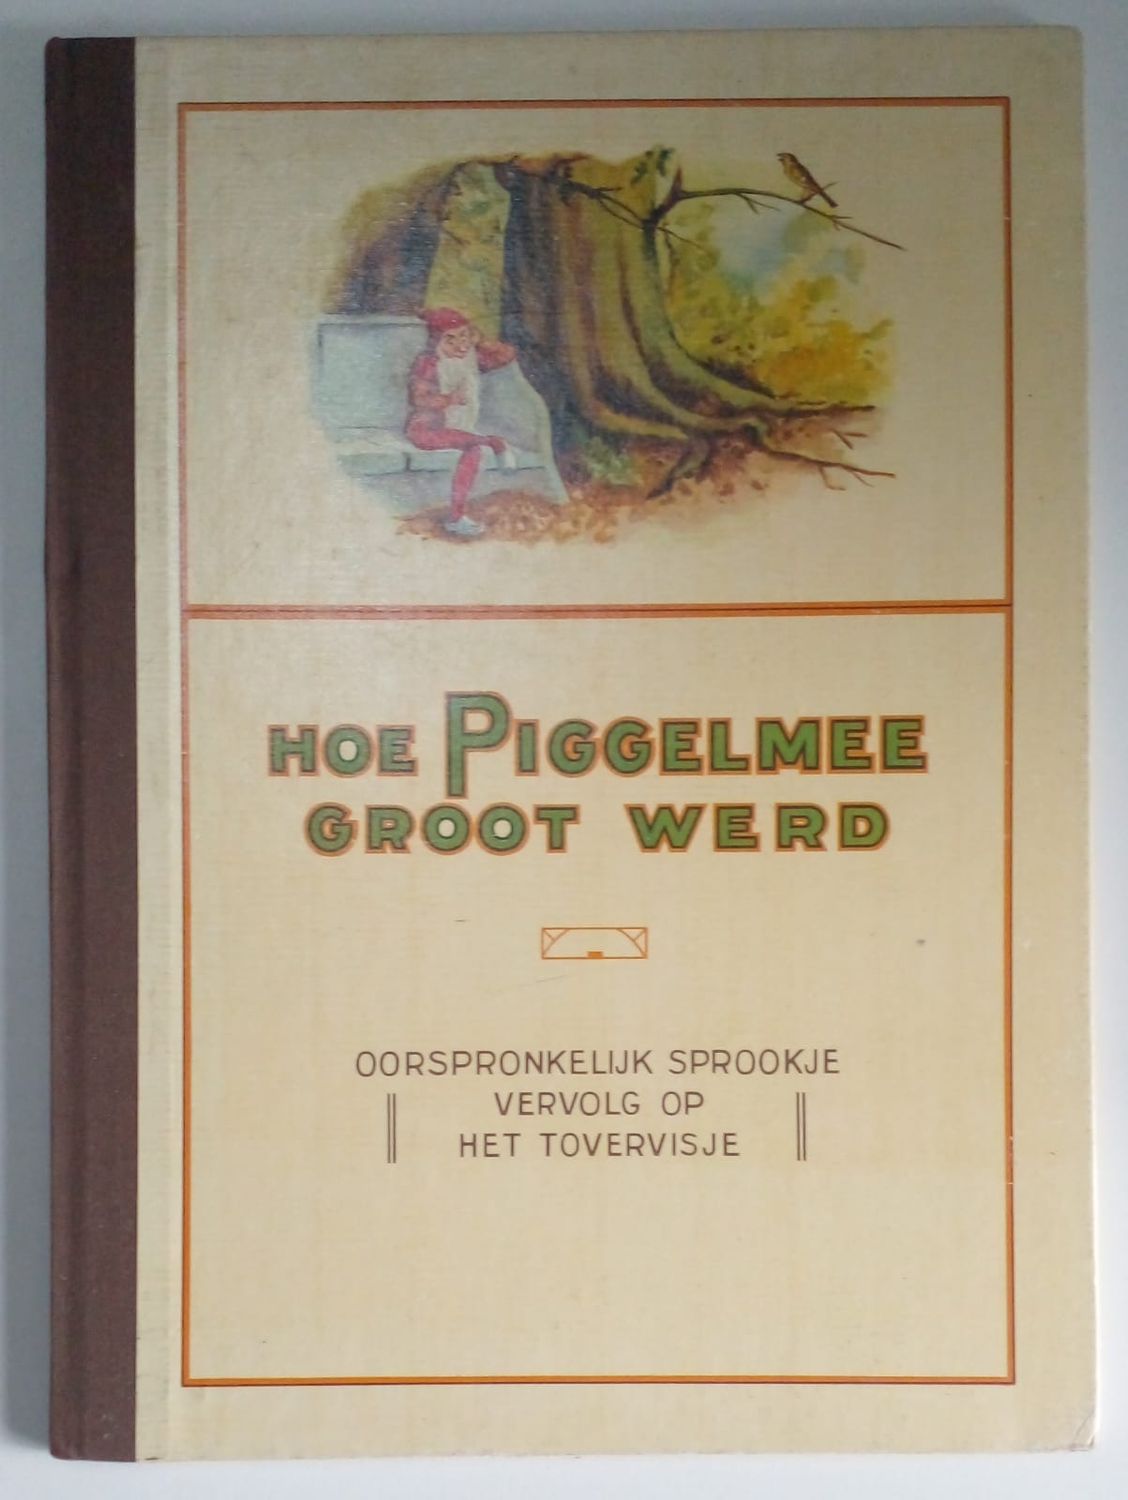 HOE PIGGELMEE
GROOT WERD
OORSPRONKELIJK SPROOKJE
VERVOLG OP
HET TOVERVISJE